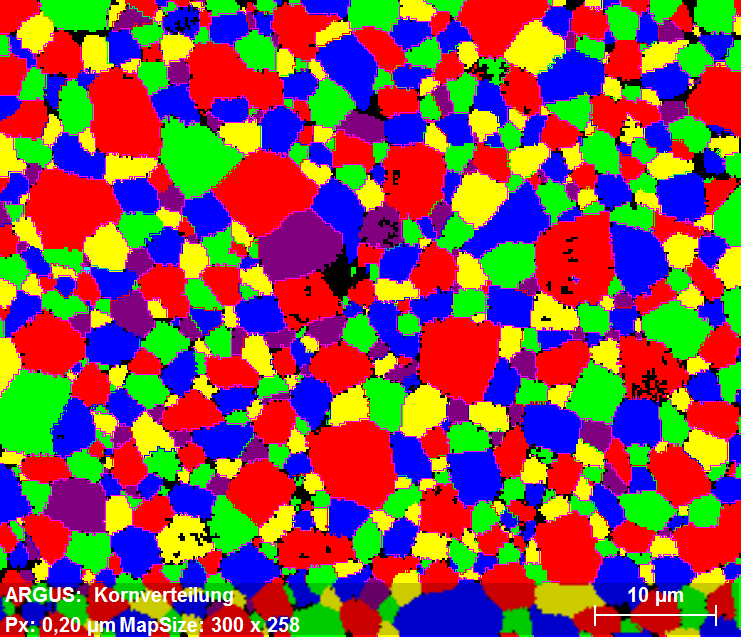 ARGUS: Kornverteilung
10 µm
Px: 0,20 µm MapSize: 300 x 258